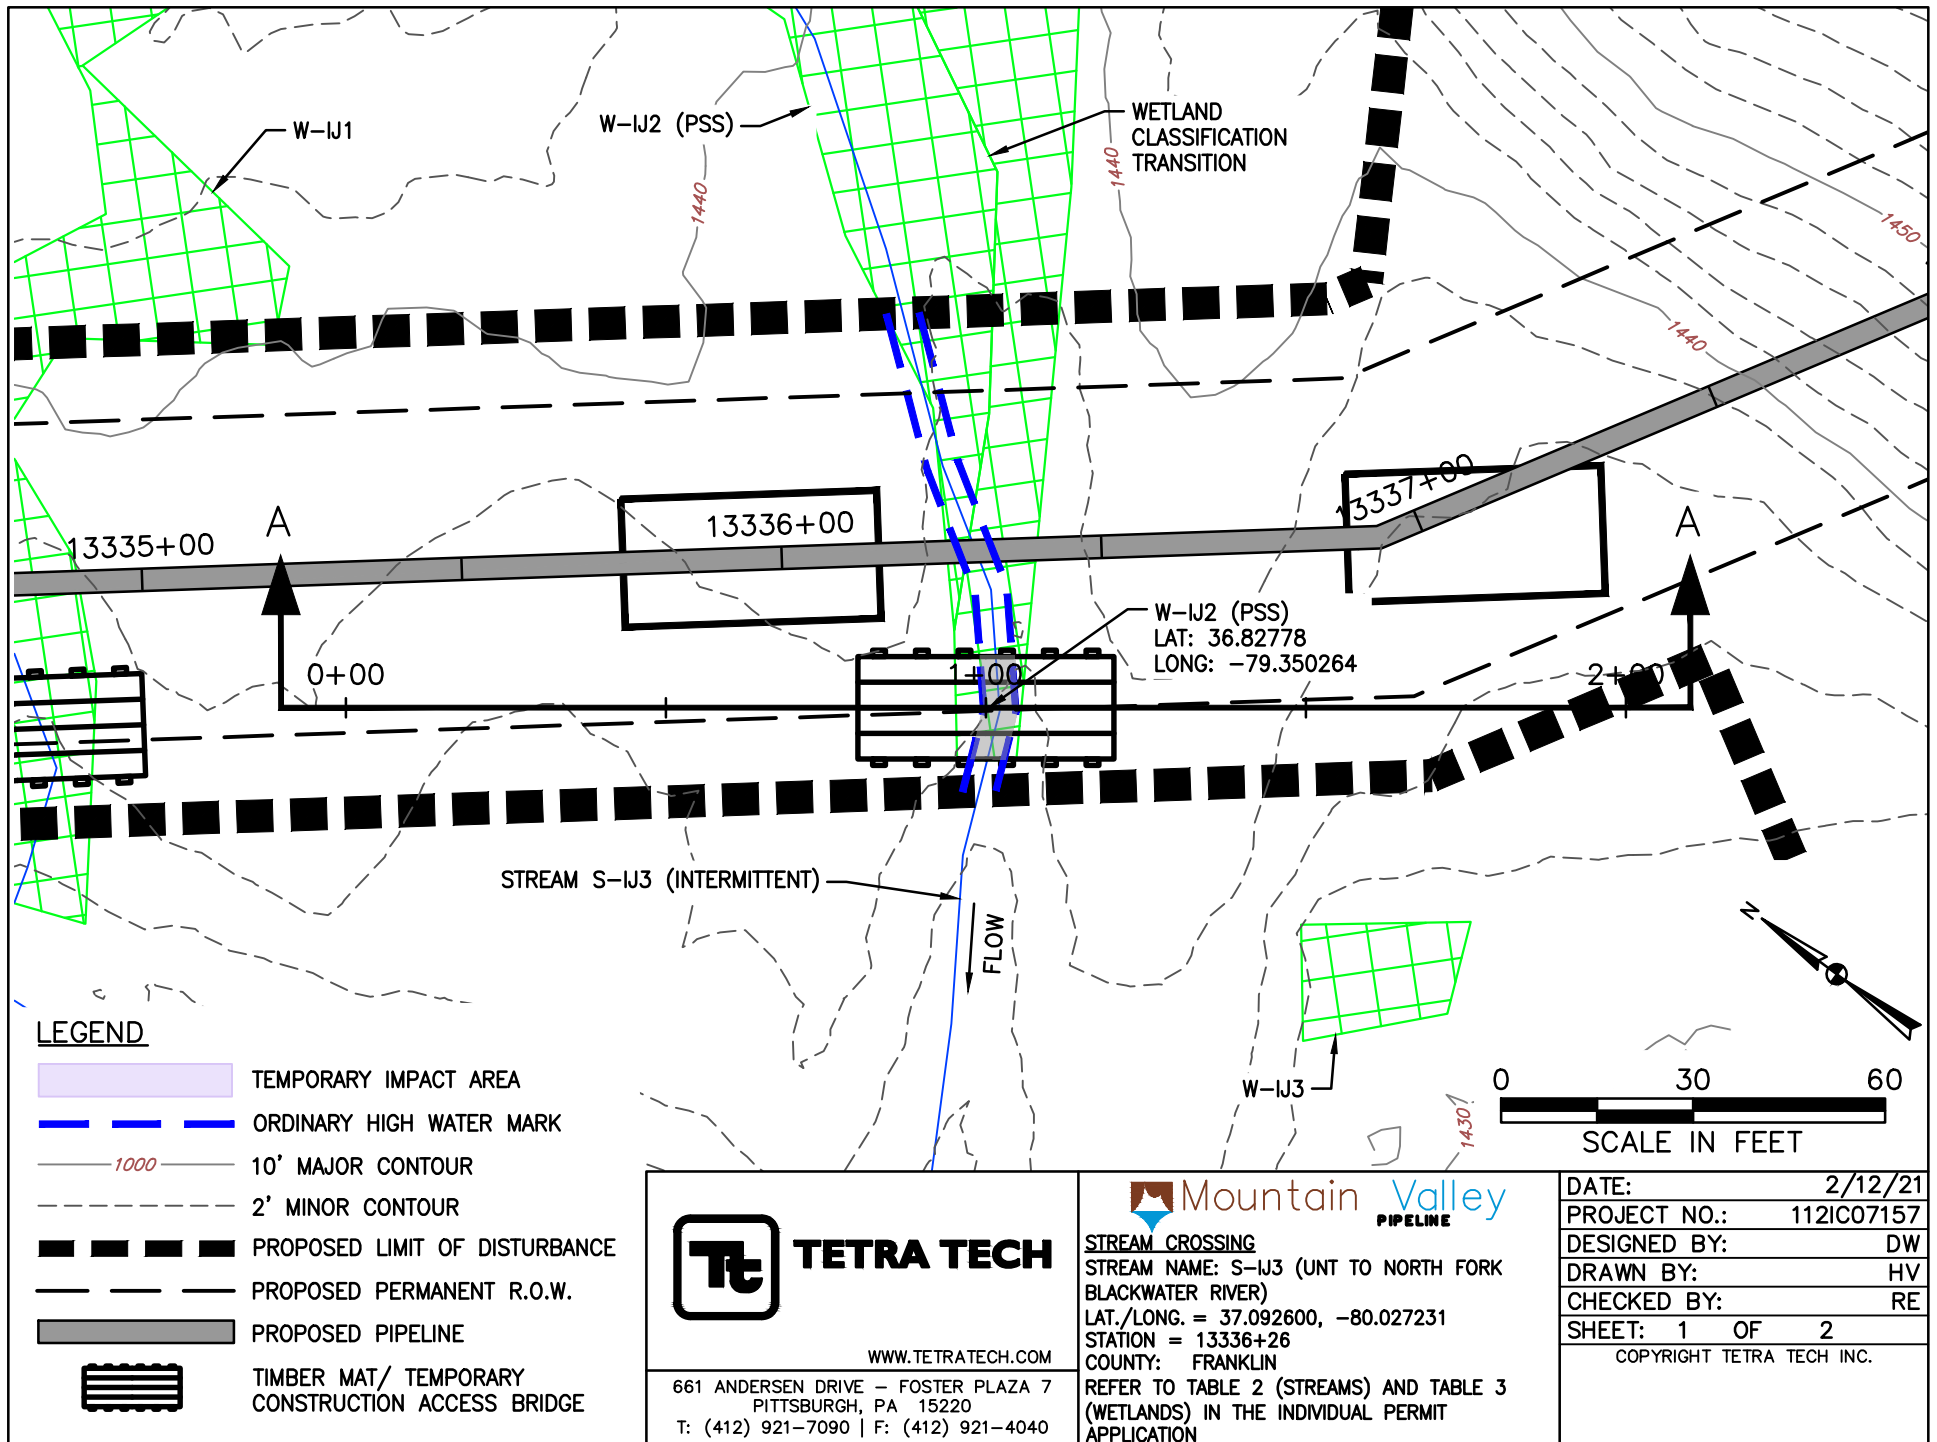 W-IJ1
W-IJ2 (PSS)
WETLAND
CLASSIFICATION
TRANSITION
1440
1440
1450
1440
13335+00
A
13336+00
13337+00
A
W-IJ2 (PSS)
LAT: 36.82778
LONG: -79.350264
0+00
1+00
2+00
STREAM S-IJ3 (INTERMITTENT)
FLOW
N
W-IJ3
1430
0 30 60
SCALE IN FEET
LEGEND
TEMPORARY IMPACT AREA
ORDINARY HIGH WATER MARK
1000
10' MAJOR CONTOUR
2' MINOR CONTOUR
PROPOSED LIMIT OF DISTURBANCE
PROPOSED PERMANENT R.O.W.
PROPOSED PIPELINE
TIMBER MAT/ TEMPORARY
CONSTRUCTION ACCESS BRIDGE
Tt
TETRA TECH
WWW.TETRATECH.COM
661 ANDERSEN DRIVE - FOSTER PLAZA 7
PITTSBURGH, PA 15220
T: (412) 921-7090 | F: (412) 921-4040
Mountain Valley
PIPELINE
STREAM CROSSING
STREAM NAME: S-IJ3 (UNT TO NORTH FORK
BLACKWATER RIVER)
LAT./LONG. = 37.092600, -80.027231
STATION = 13336+26
COUNTY: FRANKLIN
REFER TO TABLE 2 (STREAMS) AND TABLE 3
(WETLANDS) IN THE INDIVIDUAL PERMIT
APPLICATION
DATE: 2/12/21
PROJECT NO.: 112IC07157
DESIGNED BY: DW
DRAWN BY: HV
CHECKED BY: RE
SHEET: 1 OF 2
COPYRIGHT TETRA TECH INC.